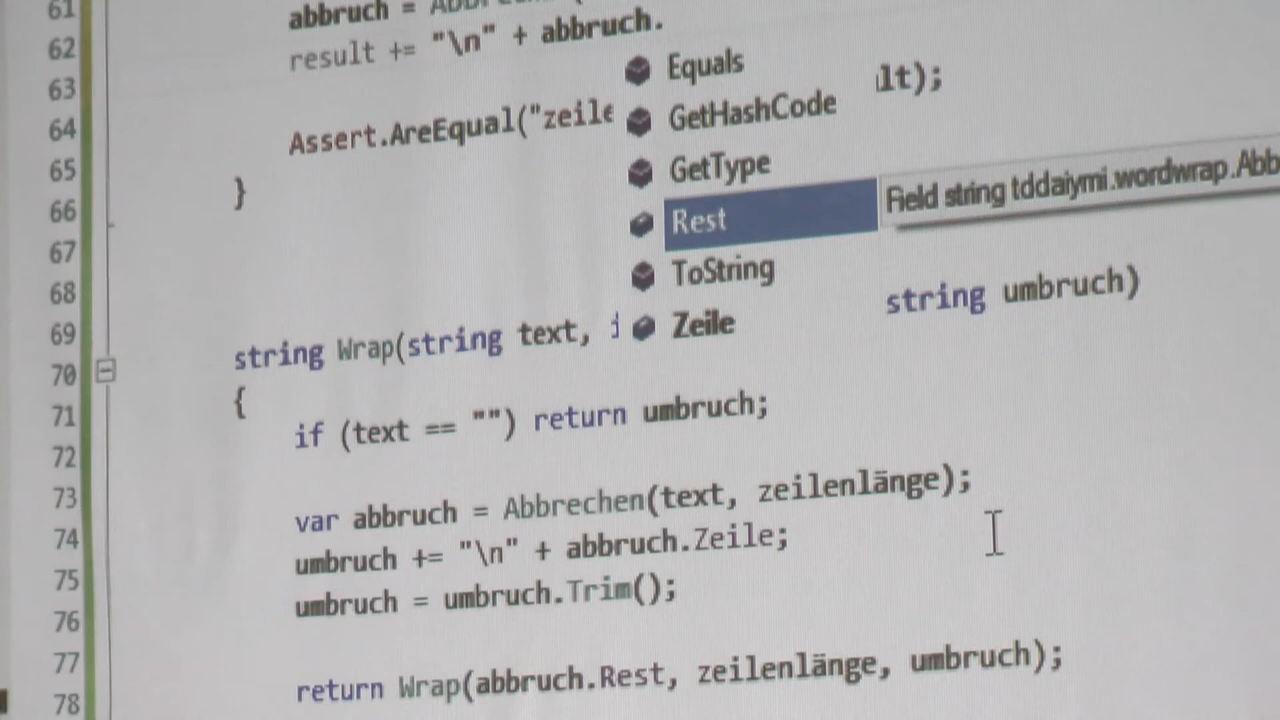 61
abbruch =
62
result += "\n" + abbruch.
63
Equals
lt);
64
GetHashCode
Assert.AreEqual("zeile
65
GetType
Field string tddaiymi.wordwrap.Abb
66
}
Rest
67
ToString
68
string umbruch)
69
Zeile
string Wrap(string text, i
70
{
71
if (text == "") return umbruch;
72
73
var abbruch = Abbrechen(text, zeilenlänge);
74
umbruch += "\n" + abbruch.Zeile;
75
umbruch = umbruch.Trim();
76
77
return Wrap(abbruch.Rest, zeilenlänge, umbruch);
78